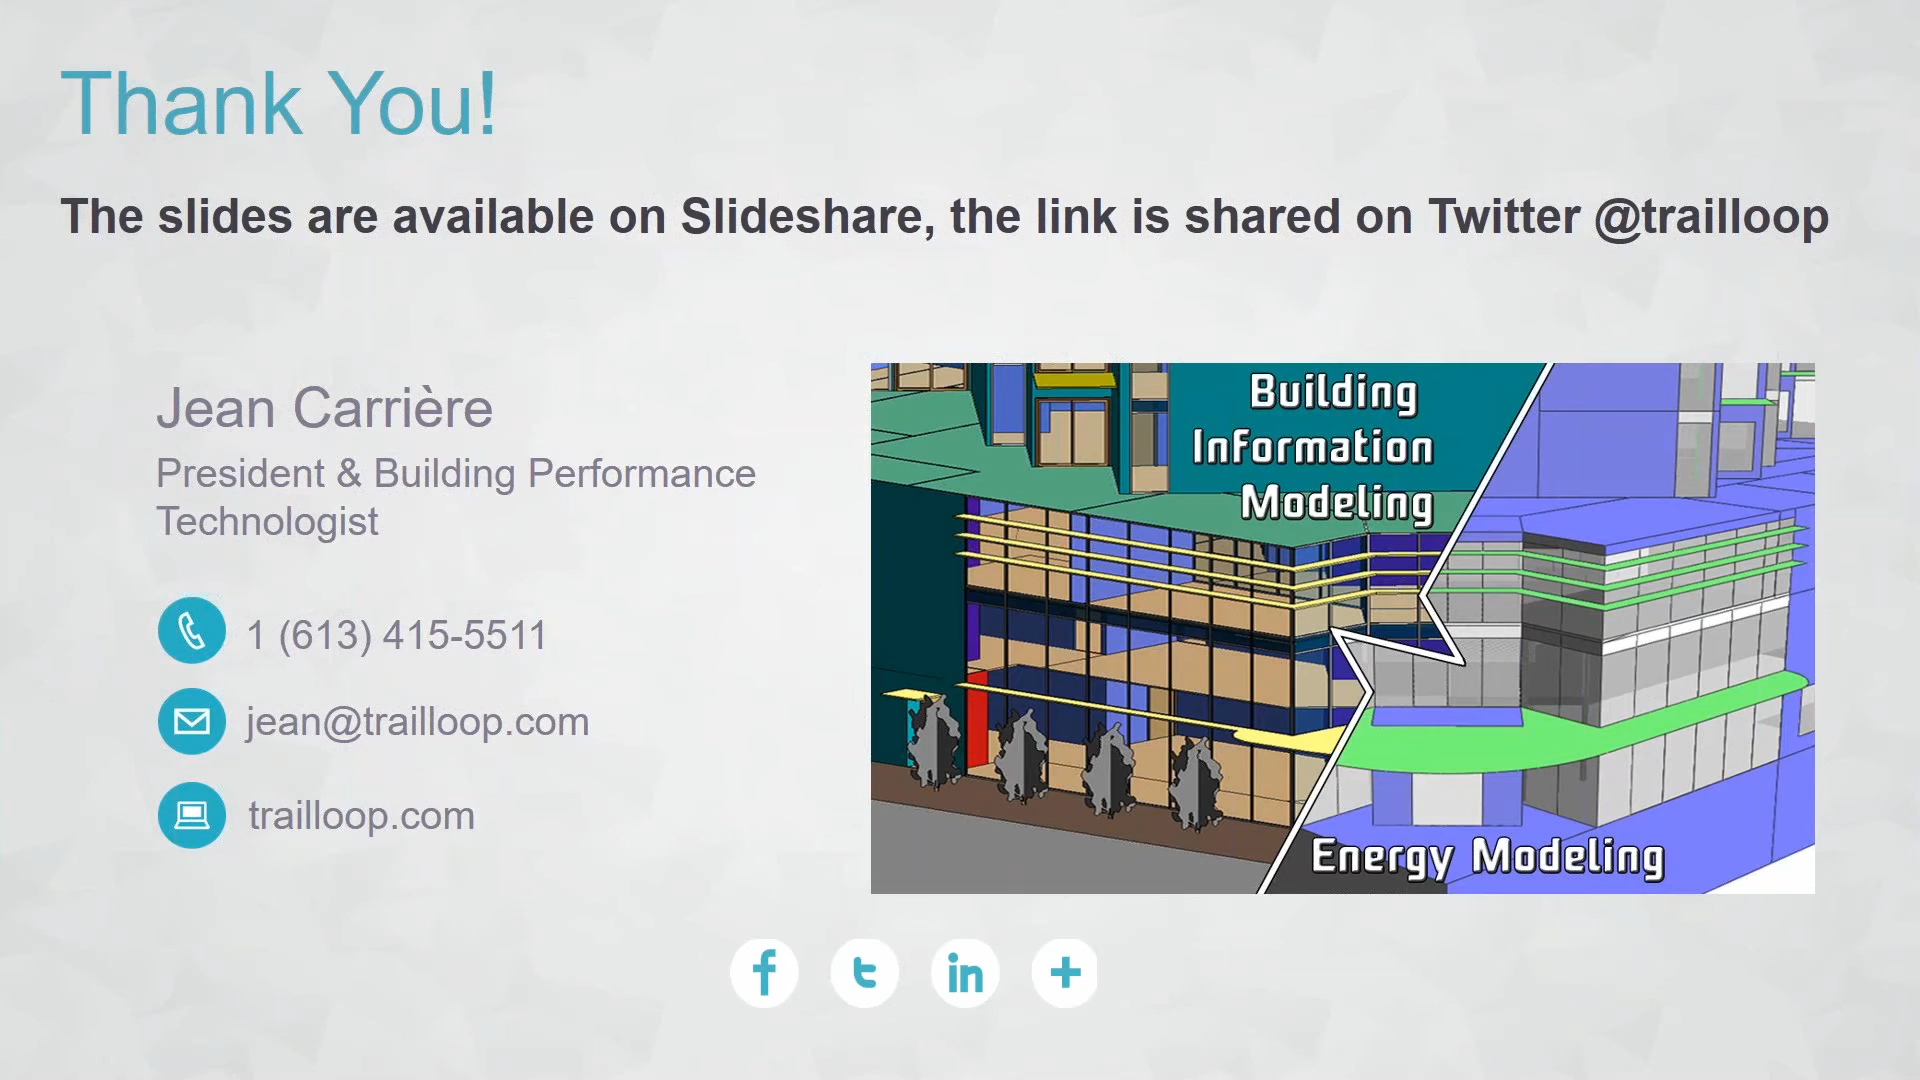 Thank You!
The slides are available on Slideshare, the link is shared on Twitter @trailloop
Jean Carrière
President & Building Performance
Technologist
1 (613) 415-5511
jean@trailloop.com
trailloop.com
Building
Information
Modeling
Energy Modeling